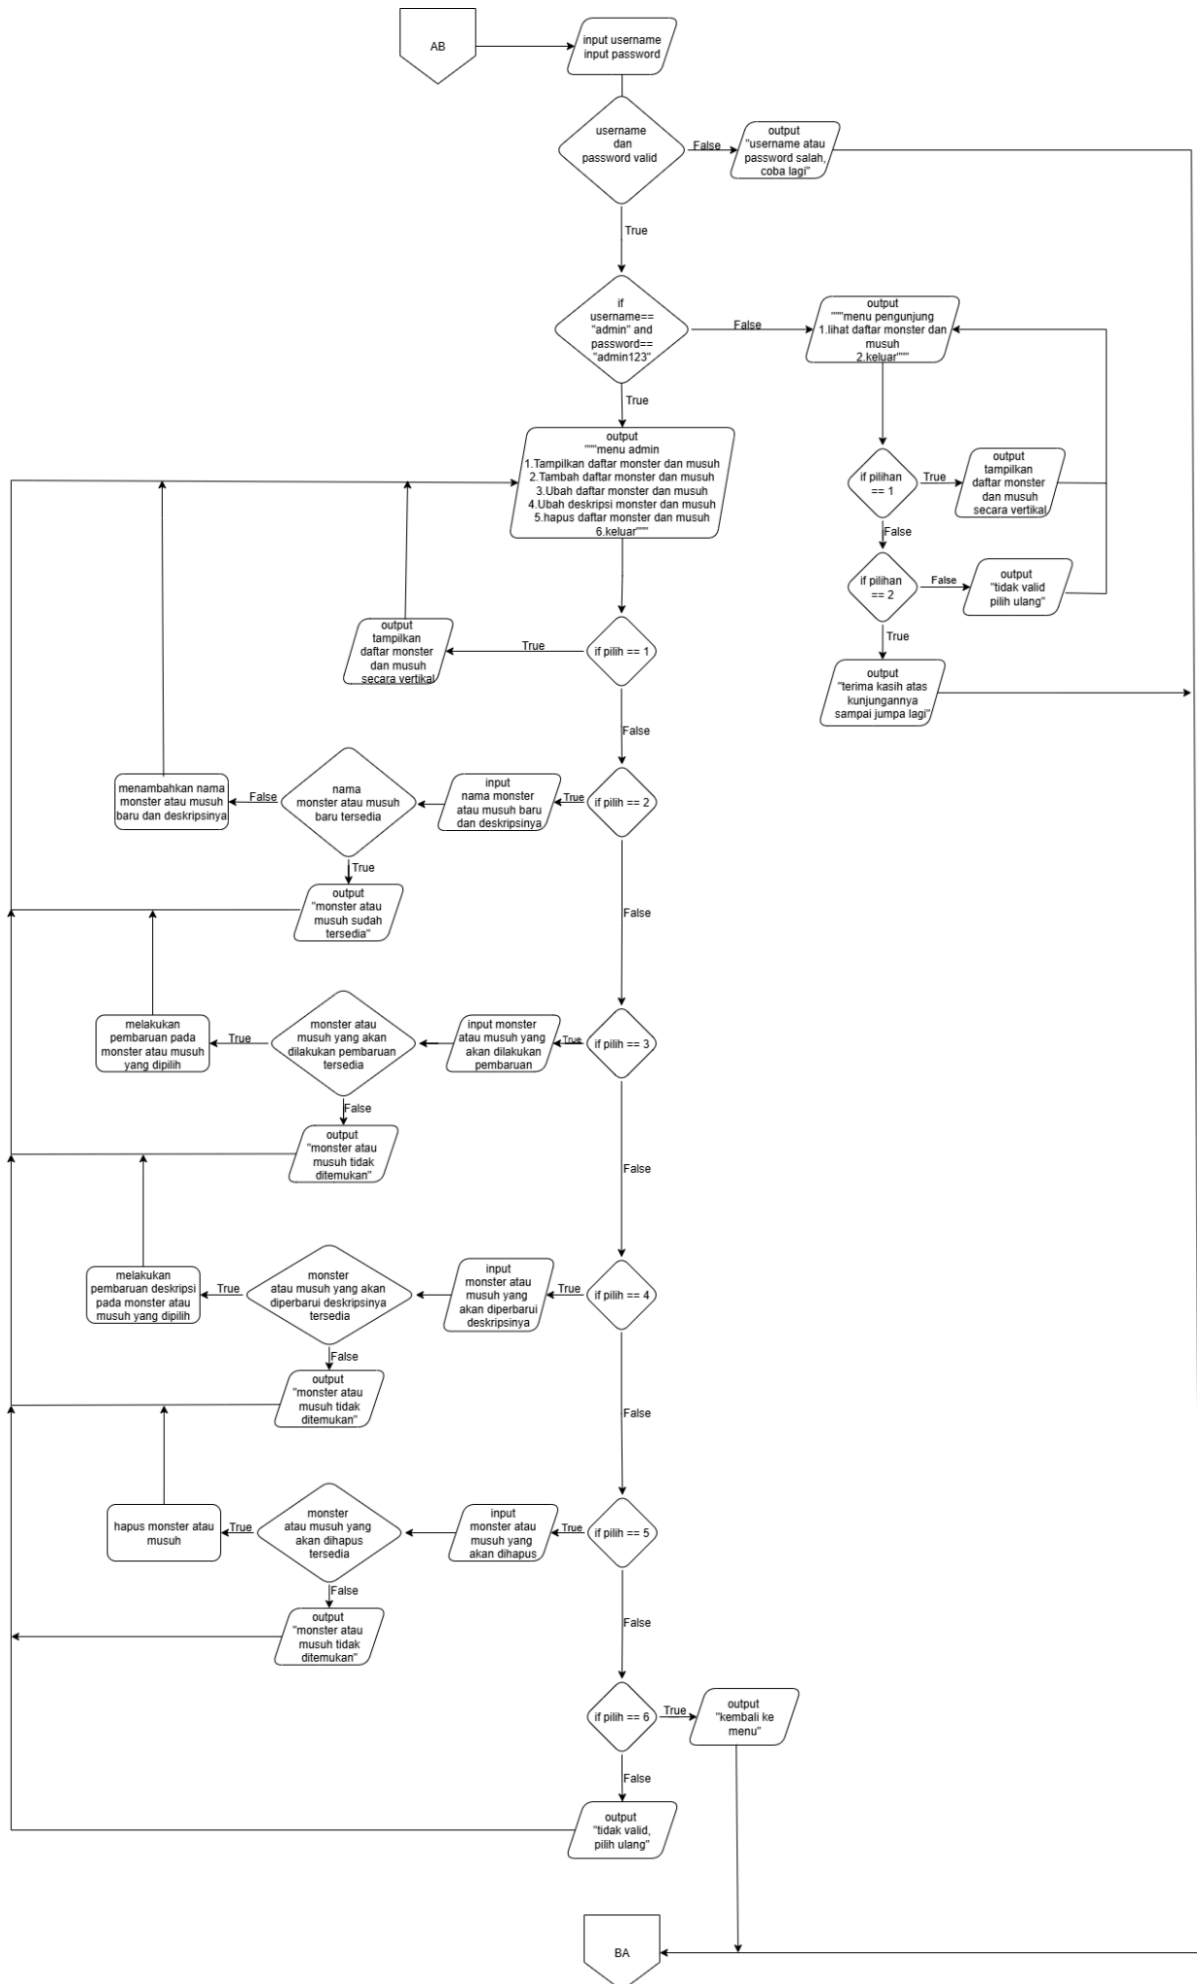 AB
input username
input password
username
dan
password valid
False
output
"username atau
password salah,
coba lagi"
True
if
username==
"admin" and
password==
"admin123"
False
output
"""menu pengunjung
1.lihat daftar monster dan
musuh
2.keluar"""
True
output
"""menu admin
1.Tampilkan daftar monster dan musuh
2.Tambah daftar monster dan musuh
3.Ubah daftar monster dan musuh
4.Ubah deskripsi monster dan musuh
5.hapus daftar monster dan musuh
6.keluar"""
if pilihan
== 1
True
output
tampilkan
daftar monster
dan musuh
secara vertikal
False
if pilihan
== 2
False
output
"tidak valid
pilih ulang"
True
output
"terima kasih atas
kunjungannya
sampai jumpa lagi"
if pilih == 1
True
output
tampilkan
daftar monster
dan musuh
secara vertikal
False
if pilih == 2
True
input
nama monster
atau musuh baru
dan deskripsinya
nama
monster atau musuh
baru tersedia
False
menambahkan nama
monster atau musuh
baru dan deskripsinya
True
output
"monster atau
musuh sudah
tersedia"
False
if pilih == 3
True
input monster
atau musuh yang
akan dilakukan
pembaruan
monster atau
musuh yang akan
dilakukan pembaruan
tersedia
True
melakukan
pembaruan pada
monster atau musuh
yang dipilih
False
output
"monster atau
musuh tidak
ditemukan"
False
if pilih == 4
True
input
monster atau
musuh yang
akan diperbarui
deskripsinya
monster
atau musuh yang akan
diperbarui deskripsinya
tersedia
True
melakukan
pembaruan deskripsi
pada monster atau
musuh yang dipilih
False
output
"monster atau
musuh tidak
ditemukan"
False
if pilih == 5
True
input
monster atau
musuh yang
akan dihapus
monster
atau musuh yang
akan dihapus
tersedia
True
hapus monster atau
musuh
False
output
"monster atau
musuh tidak
ditemukan"
False
if pilih == 6
True
output
"kembali ke
menu"
False
output
"tidak valid,
pilih ulang"
BA